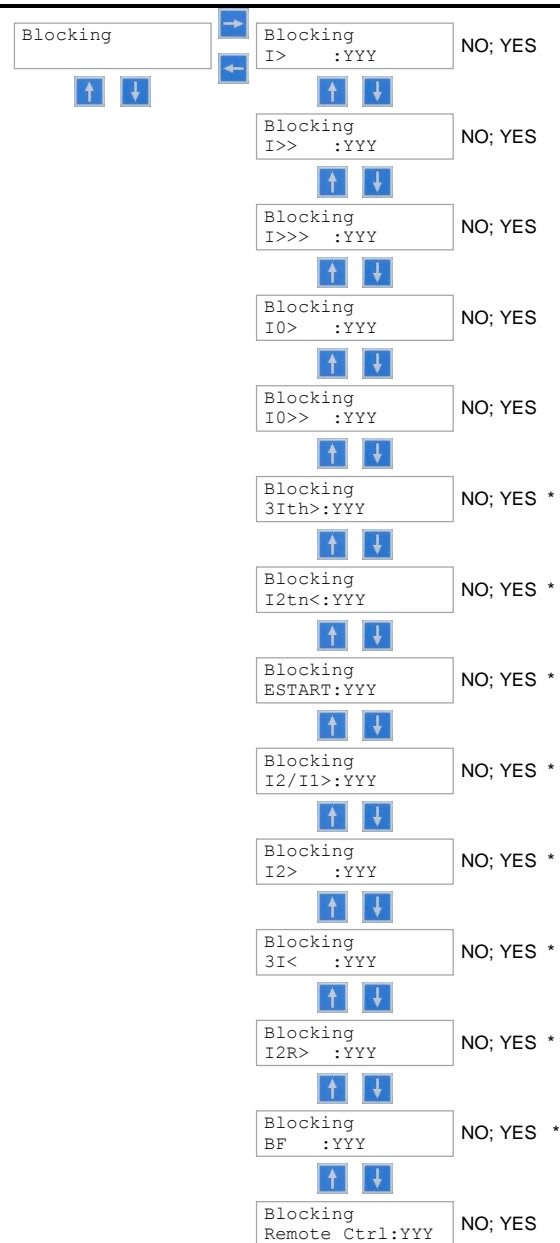 Blocking
Blocking
I> :YYY
NO; YES
Blocking
I>> :YYY
NO; YES
Blocking
I>>> :YYY
NO; YES
Blocking
I0> :YYY
NO; YES
Blocking
I0>> :YYY
NO; YES
Blocking
3Ith>:YYY
NO; YES *
Blocking
I2tn<:YYY
NO; YES *
Blocking
ESTART:YYY
NO; YES *
Blocking
I2/I1>:YYY
NO; YES *
Blocking
I2> :YYY
NO; YES *
Blocking
3I< :YYY
NO; YES *
Blocking
I2R> :YYY
NO; YES *
Blocking
BF :YYY
NO; YES *
Blocking
Remote Ctrl:YYY
NO; YES